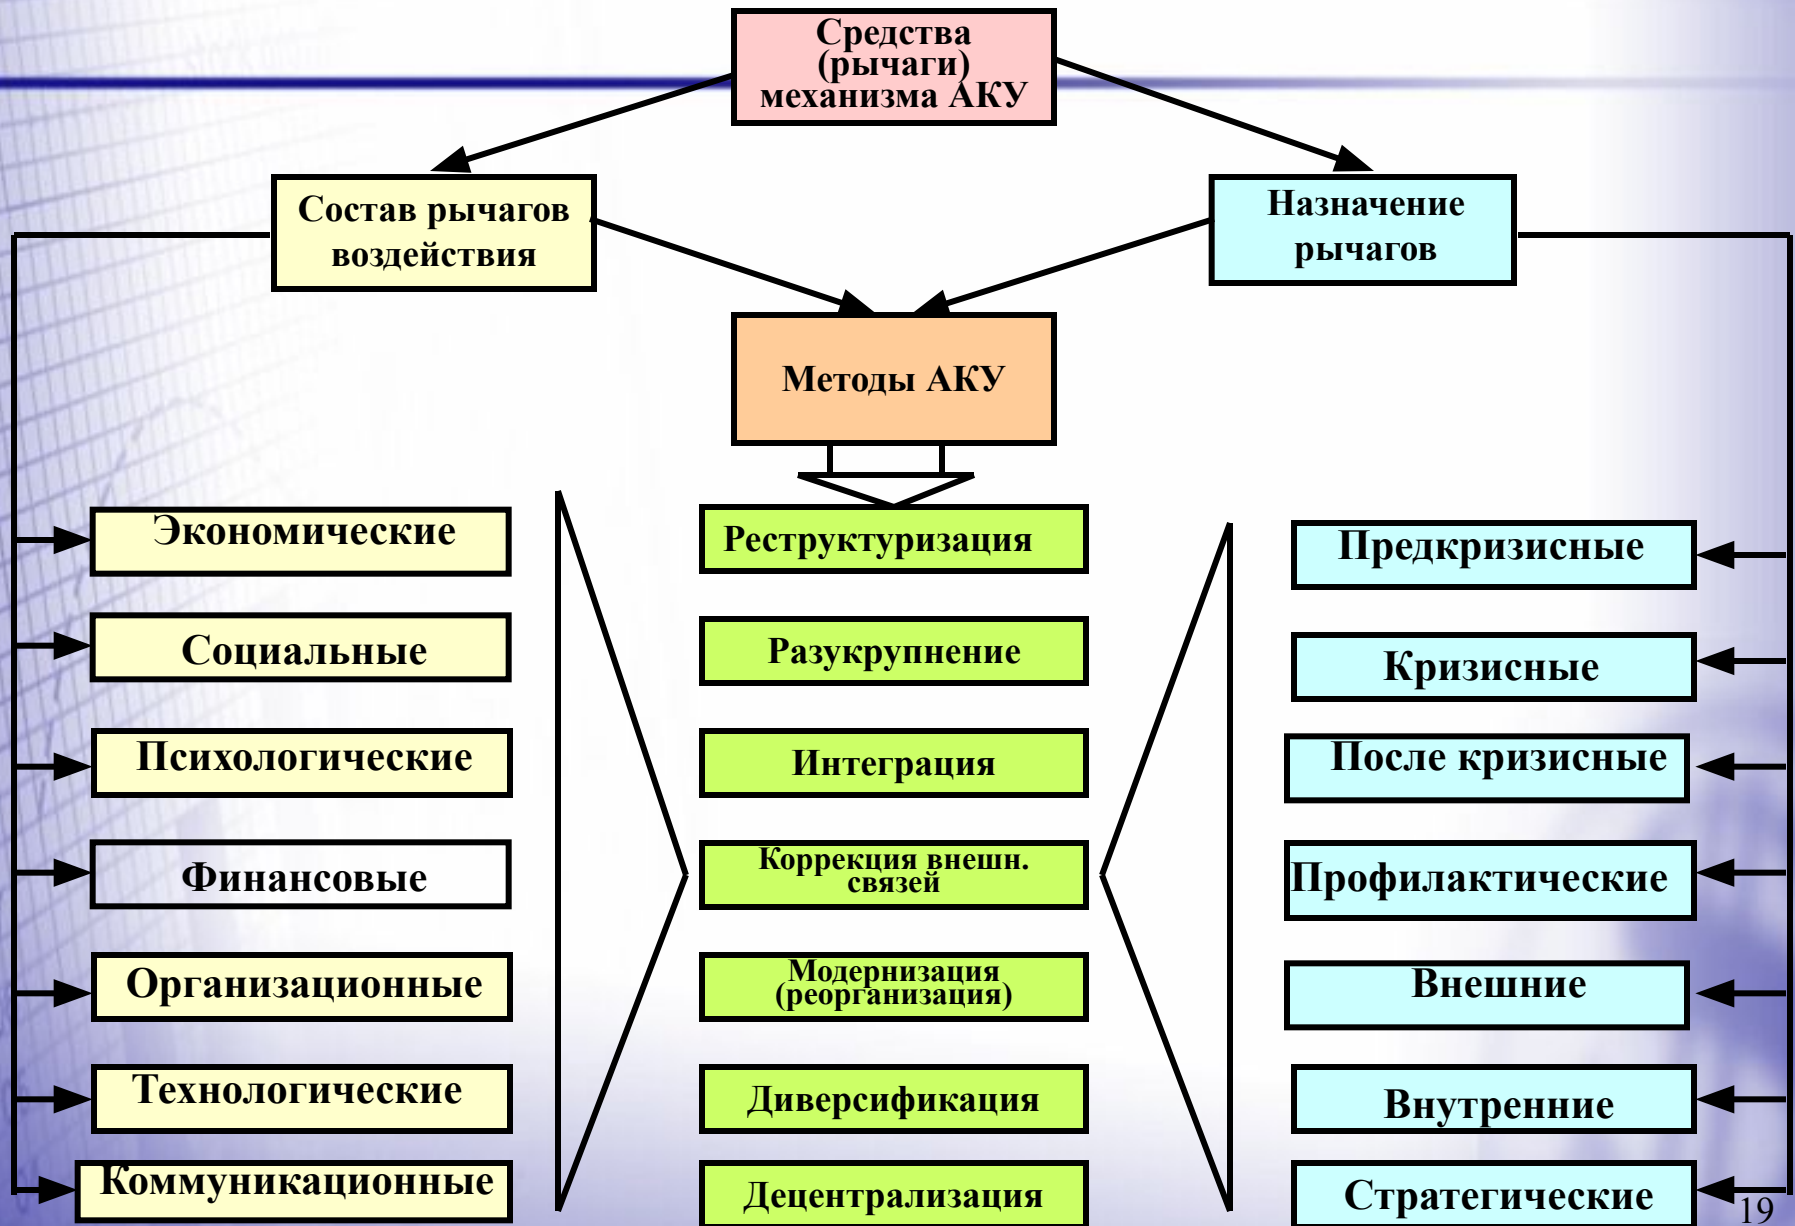 Средства
(рычаги)
механизма АКУ
Состав рычагов
воздействия
Назначение
рычагов
Методы АКУ
Экономические
Социальные
Психологические
Финансовые
Организационные
Технологические
Коммуникационные
Реструктуризация
Разукрупнение
Интеграция
Коррекция внешн.
связей
Модернизация
(реорганизация)
Диверсификация
Децентрализация
Предкризисные
Кризисные
После кризисные
Профилактические
Внешние
Внутренние
Стратегические
19